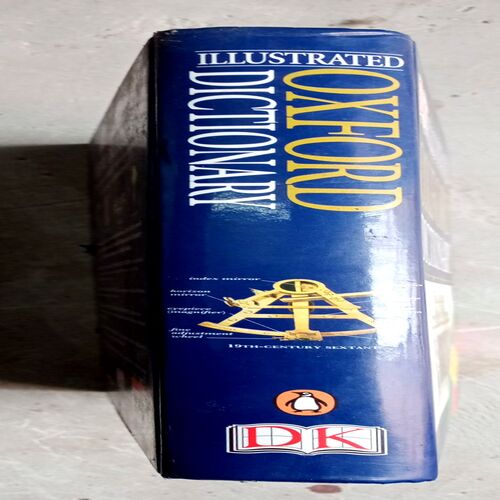 ILLUSTRATED
OXFORD
DICTIONARY
index mirror
horizon
mirror
eyepiece
(magnifier)
fine
adjustment
wheel
19TH-CENTURY SEXTANT
DK